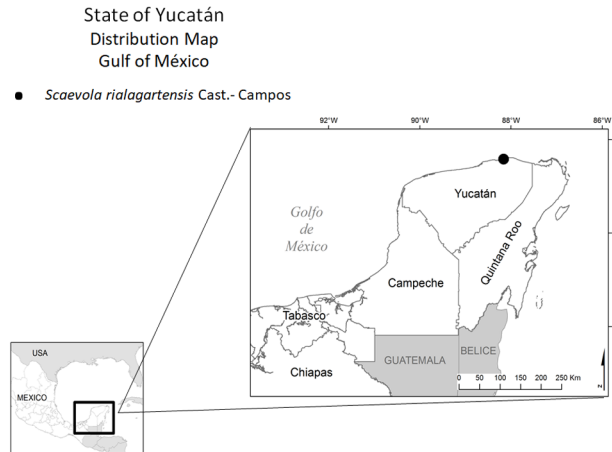 State of Yucatán
Distribution Map
Gulf of México
Scaevola rialagartensis Cast.- Campos
92°W 90°W 88°W 86°W
Yucatán
Golfo
de
México
Quintana Roo
Campeche
Tabasco
Chiapas
GUATEMALA
BELICE
0 50 100 150 200 250 Km
N
USA
MEXICO